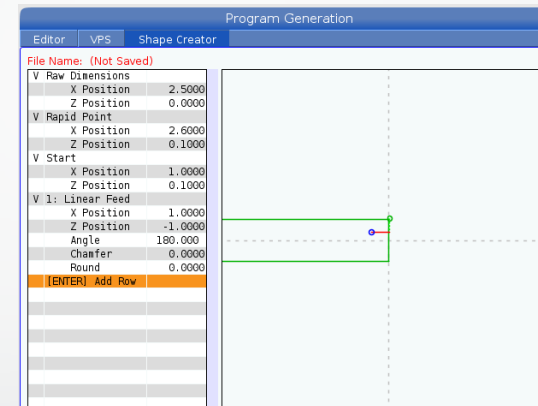 Program Generation
Editor VPS Shape Creator
File Name: (Not Saved)
V Raw Dimensions
X Position 2.5000
Z Position 0.0000
V Rapid Point
X Position 2.6000
Z Position 0.1000
V Start
X Position 1.0000
Z Position 0.1000
V 1: Linear Feed
X Position 1.0000
Z Position -1.0000
Angle 180.000
Chamfer 0.0000
Round 0.0000
[ENTER] Add Row